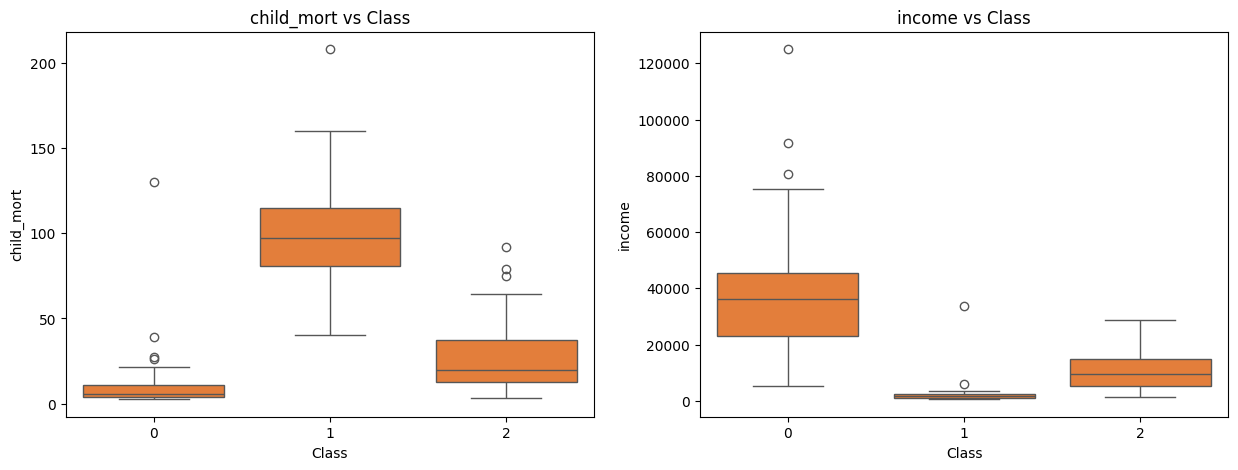 child_mort vs Class
200
150
100
50
0
child_mort
0 1 2
Class
income vs Class
120000
100000
80000
60000
40000
20000
0
income
0 1 2
Class